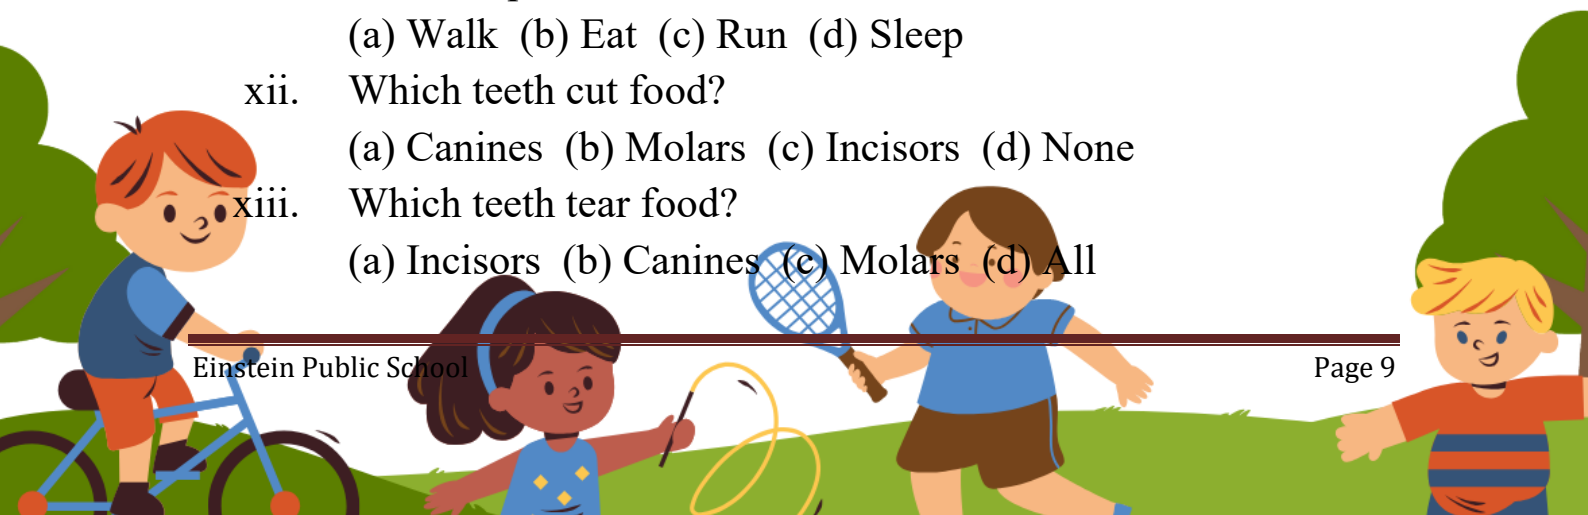 (a) Walk (b) Eat (c) Run (d) Sleep
xii. Which teeth cut food?
(a) Canines (b) Molars (c) Incisors (d) None
xiii. Which teeth tear food?
(a) Incisors (b) Canines (c) Molars (d) All
Einstein Public School Page 9